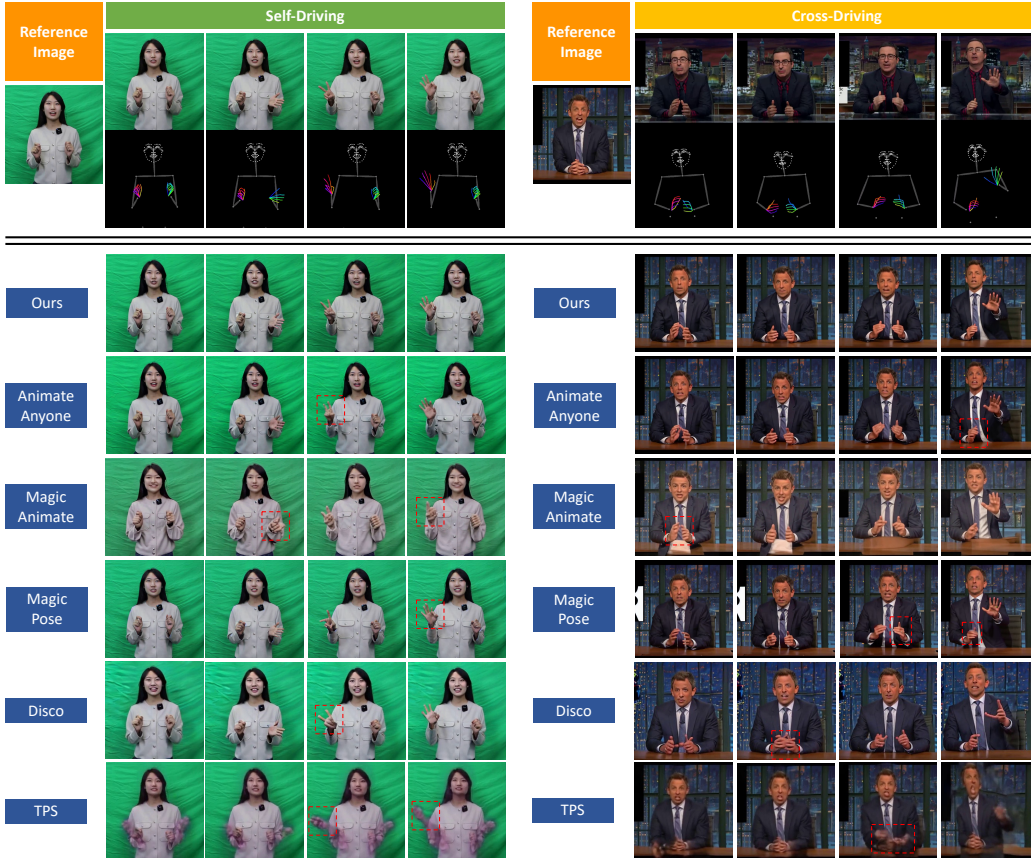 Reference
Image
Self-Driving
Reference
Image
Cross-Driving
Ours
Ours
Animate
Anyone
Animate
Anyone
Magic
Animate
Magic
Animate
Magic
Pose
Magic
Pose
Disco
Disco
TPS
TPS